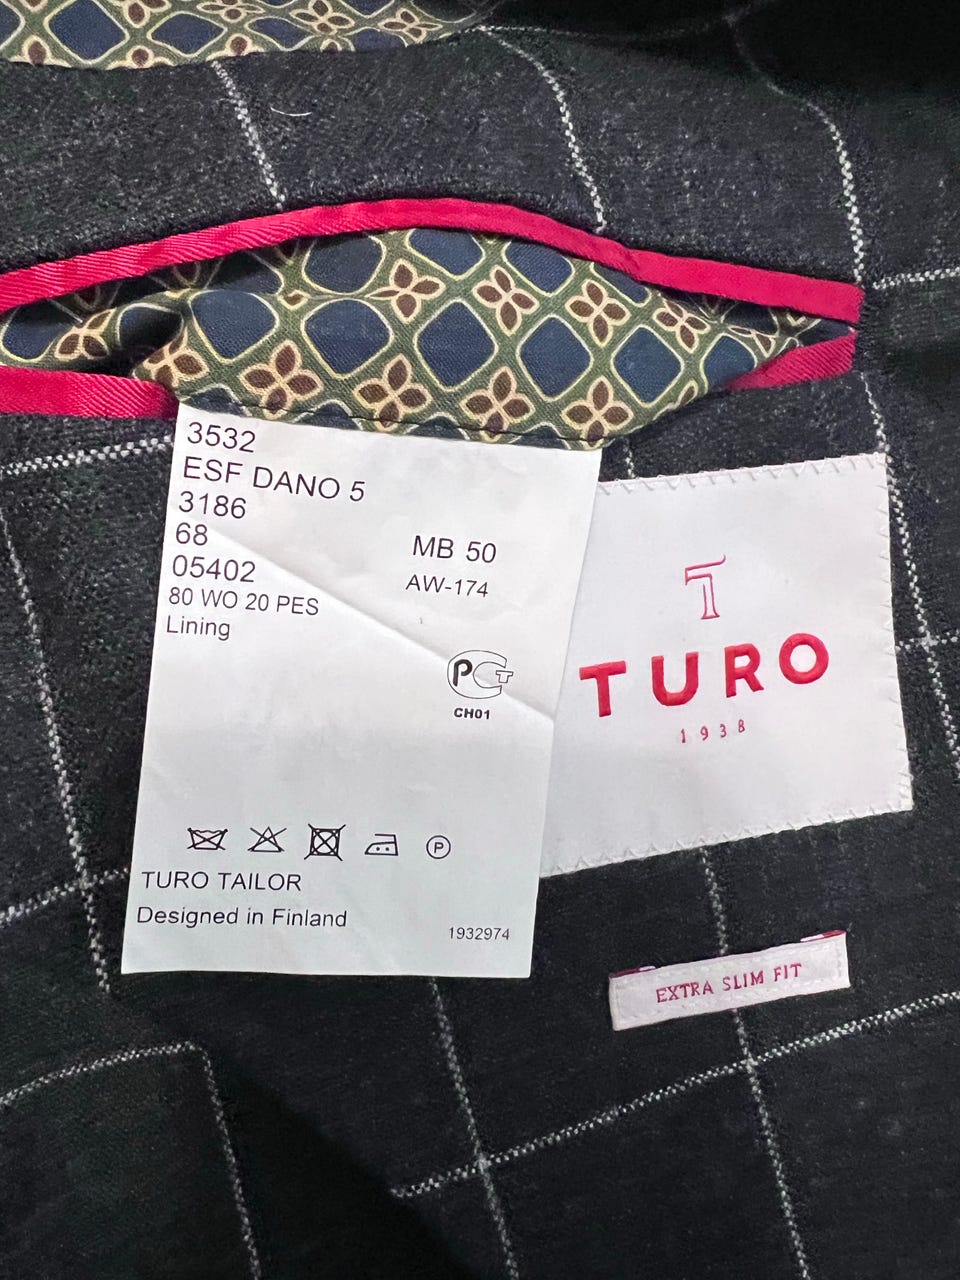 3532
ESF DANO 5
3186
68
MB 50
05402
AW-174
80 WO 20 PES
Lining
PCT
CH01
P
TURO TAILOR
Designed in Finland
1932974
T
TURO
1938
EXTRA SLIM FIT